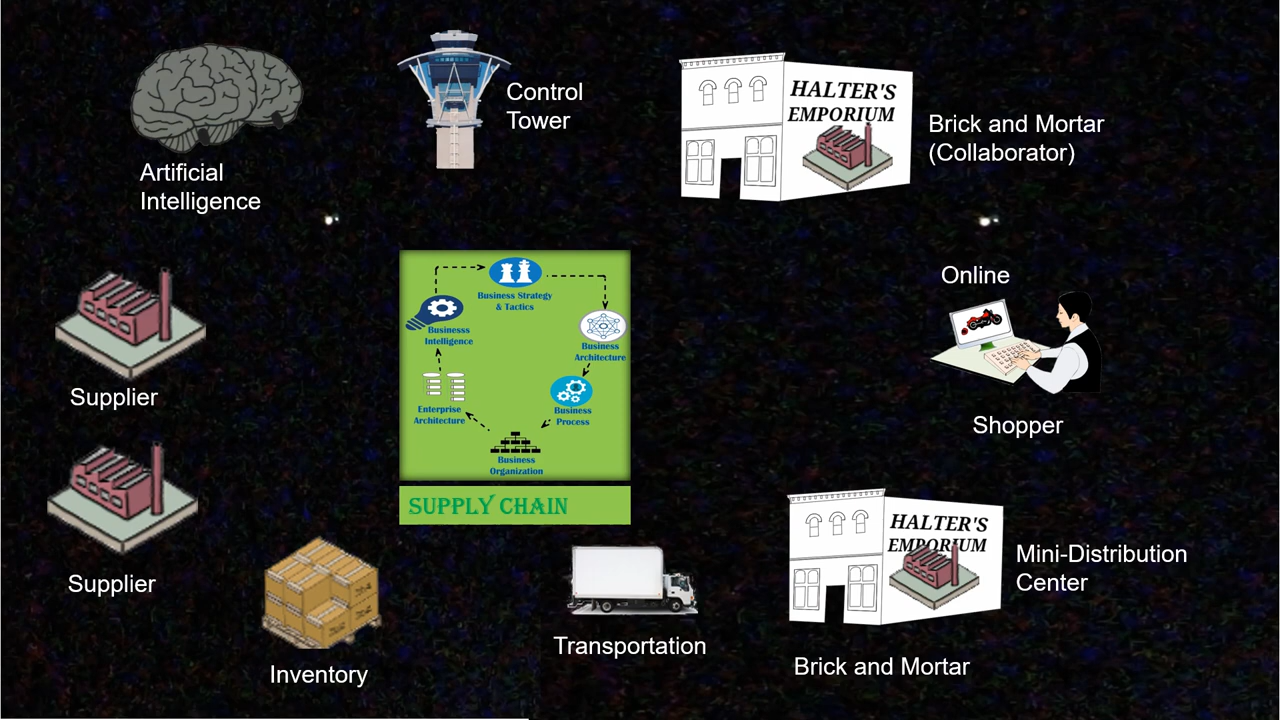 Artificial
Intelligence
Control
Tower
HALTER'S
EMPORIUM
Brick and Mortar
(Collaborator)
Supplier
Supplier
Business Strategy
& Tactics
Businesss
Intelligence
Business
Architecture
Enterprise
Architecture
Business
Process
Business
Organization
SUPPLY CHAIN
Online
Shopper
Inventory
Transportation
HALTER'S
EMPORIUM
Mini-Distribution
Center
Brick and Mortar